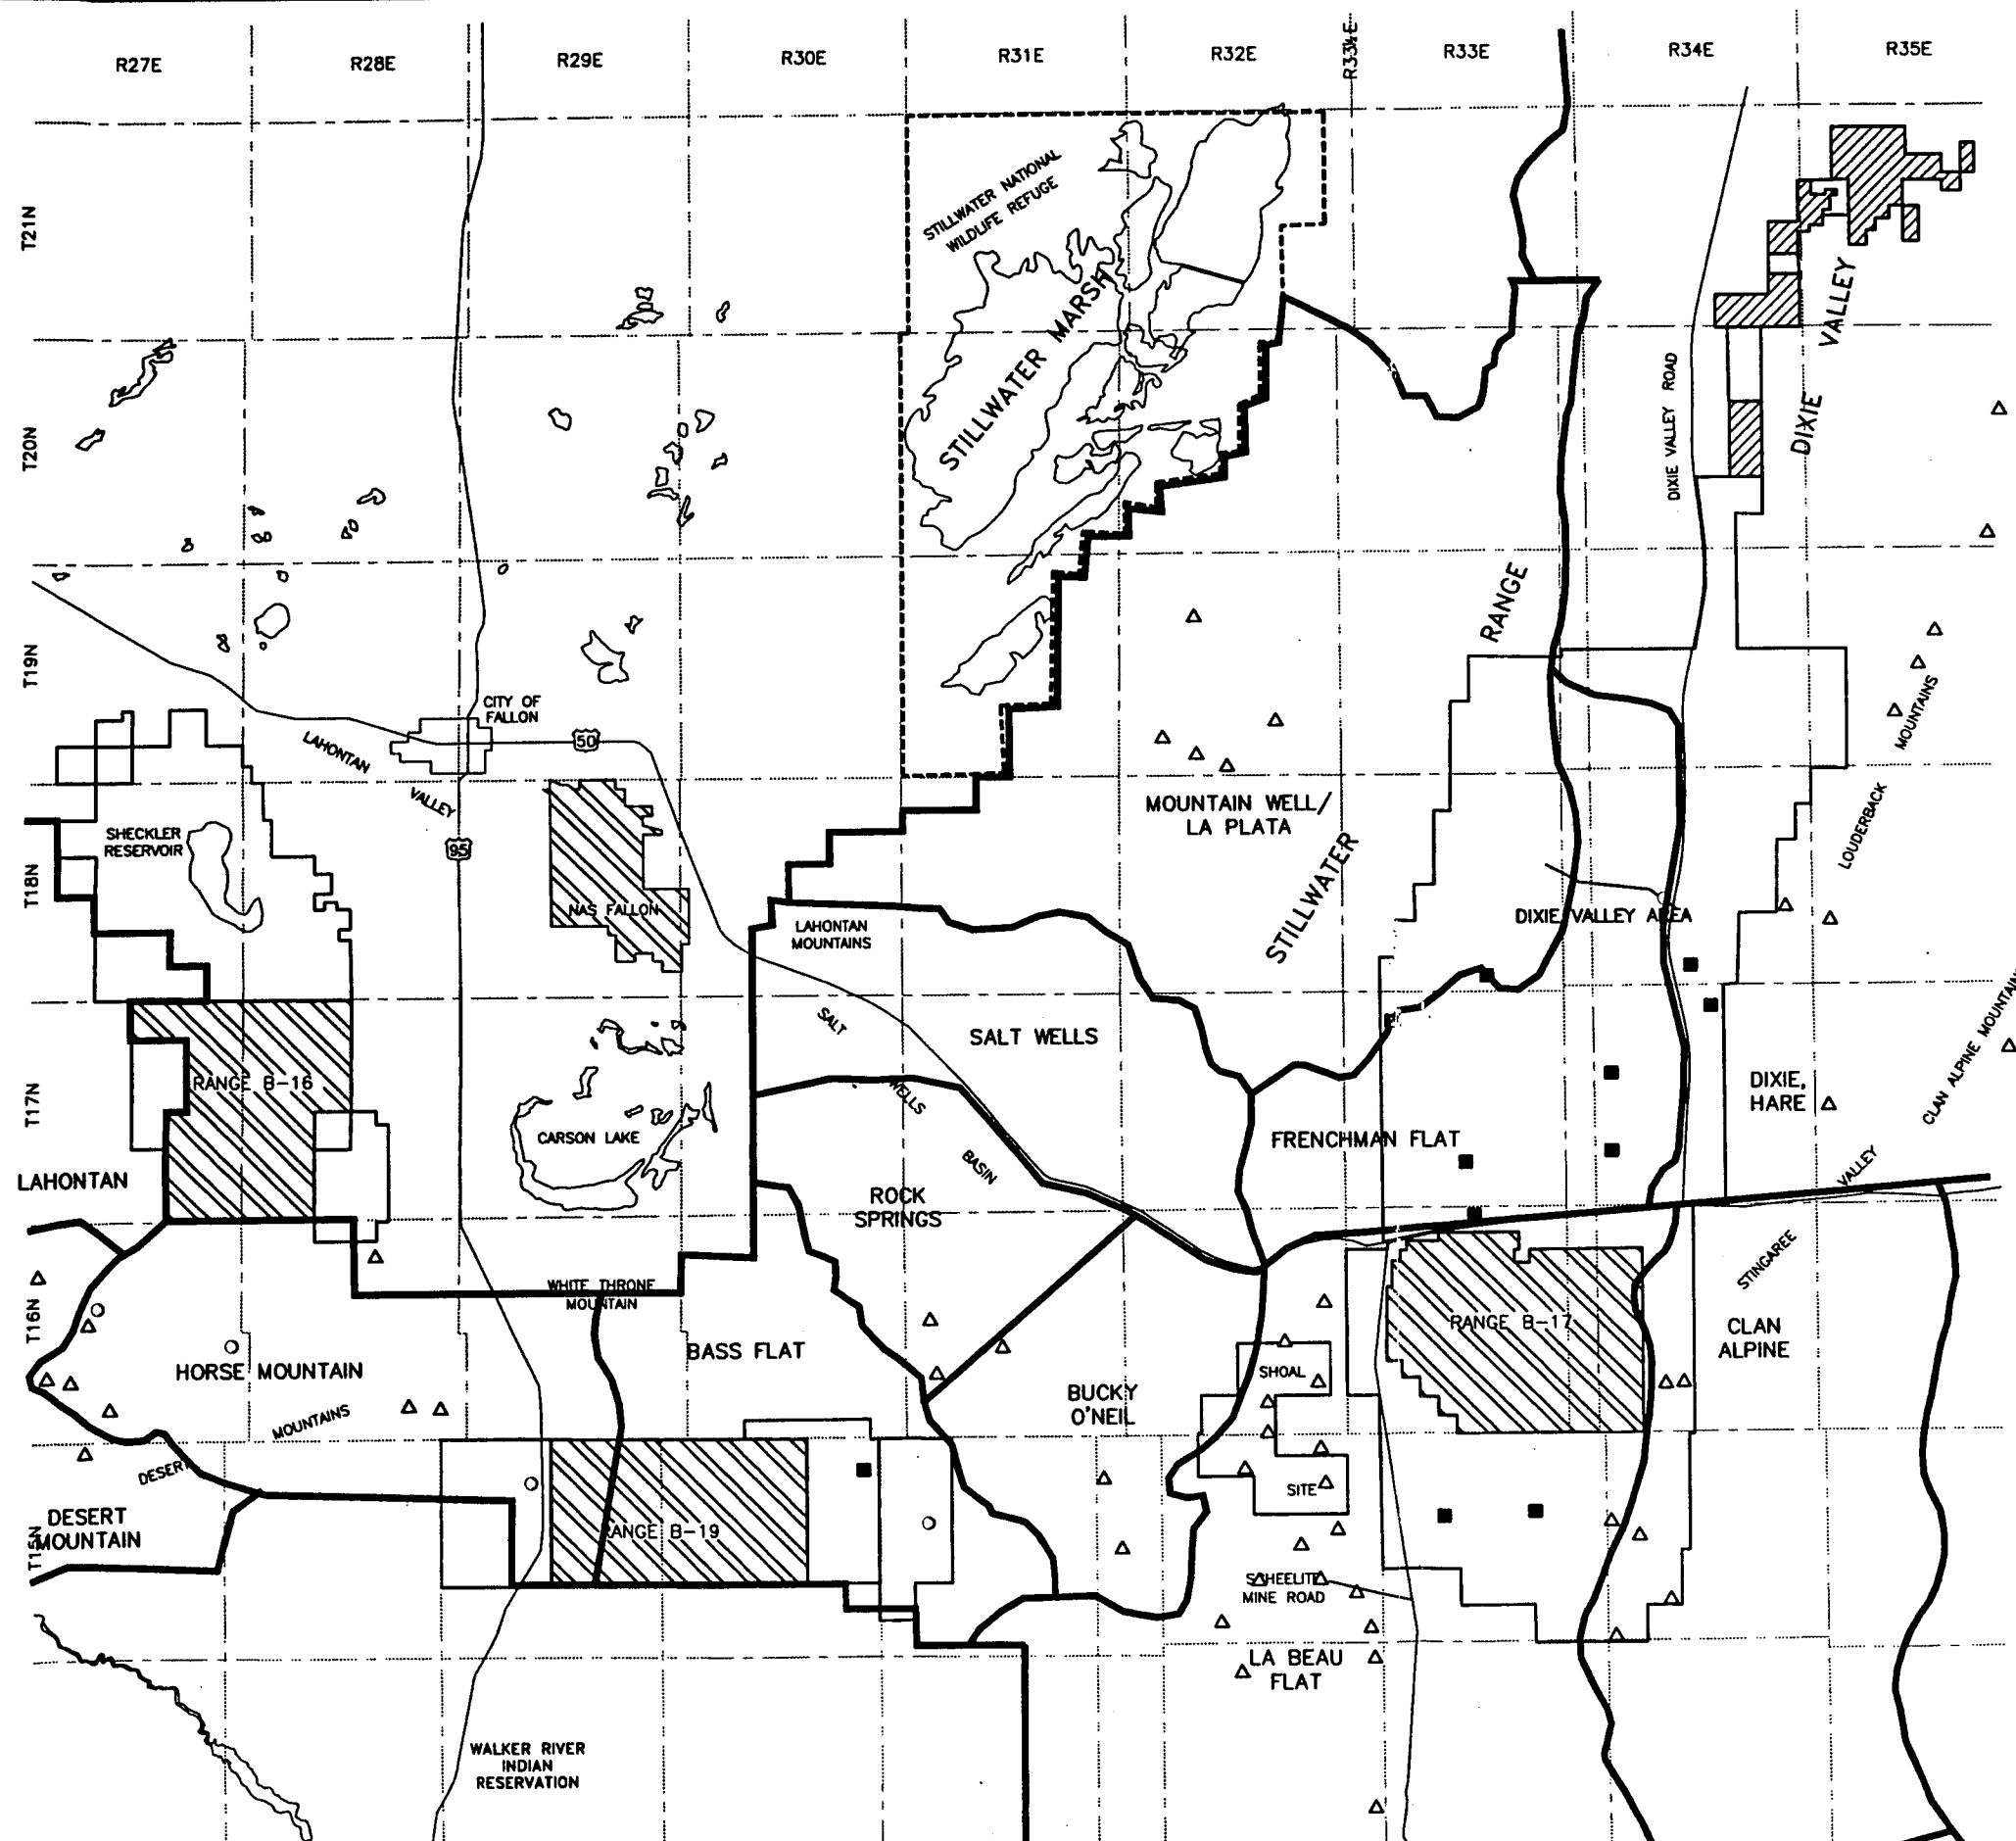 R27E
R28E
R29E
R30E
R31E
R32E
R33½E
R33E
R34E
R35E
T21N
T20N
T19N
T18N
T17N
T16N
T15N
STILLWATER NATIONAL
WILDLIFE REFUGE
STILLWATER MARSH
DIXIE VALLEY
DIXIE VALLEY ROAD
STILLWATER RANGE
CITY OF
FALLON
50
LAHONTAN
VALLEY
95
SHECKLER
RESERVOIR
NAS FALLON
MOUNTAIN WELL/
LA PLATA
LOUDERBACK MOUNTAINS
LAHONTAN
MOUNTAINS
DIXIE VALLEY AREA
CLAN ALPINE MOUNTAIN
SALT
WELLS
BASIN
SALT WELLS
RANGE B-16
CARSON LAKE
DIXIE,
HARE
FRENCHMAN FLAT
LAHONTAN
ROCK
SPRINGS
STINGAREE
VALLEY
WHITE THRONE
MOUNTAIN
RANGE B-17
CLAN
ALPINE
BASS FLAT
HORSE MOUNTAIN
SHOAL
SITE
BUCKY
O'NEIL
DESERT
MOUNTAINS
DESERT
MOUNTAIN
RANGE B-19
SCHEELITE
MINE ROAD
LA BEAU
FLAT
WALKER RIVER
INDIAN
RESERVATION